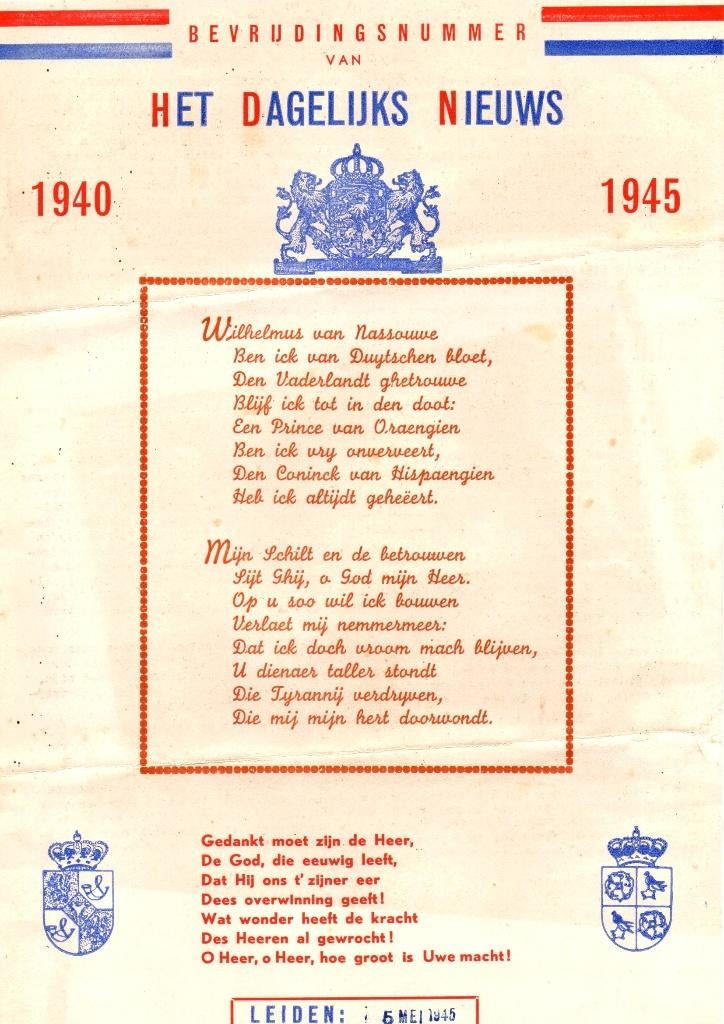 BEVRIJDINGSNUMMER
VAN
HET DAGELIJKS NIEUWS
1940
1945
Wilhelmus van Nassouwe
Ben ick van Duytschen bloet,
Den Vaderlandt ghetrouwe
Blijf ick tot in den doot:
Een Prince van Oraengien
Ben ick vry onverveert,
Den Coninck van Hispaengien
Heb ick altijdt geheëert.
Mijn Schilt en de betrouwen
Sijt Ghij, o God mijn Heer.
Op u soo wil ick bouwen
Verlaet mij nemmermeer:
Dat ick doch vroom mach blijven,
U dienaer taller stondt
Die Tyrannij verdryven,
Die mij mijn hert doorwondt.
Gedankt moet zijn de Heer,
De God, die eeuwig leeft,
Dat Hij ons t' zijner eer
Dees overwinning geeft!
Wat wonder heeft de kracht
Des Heeren al gewrocht!
O Heer, o Heer, hoe groot is Uwe macht!
LEIDEN: 5 MEI 1945